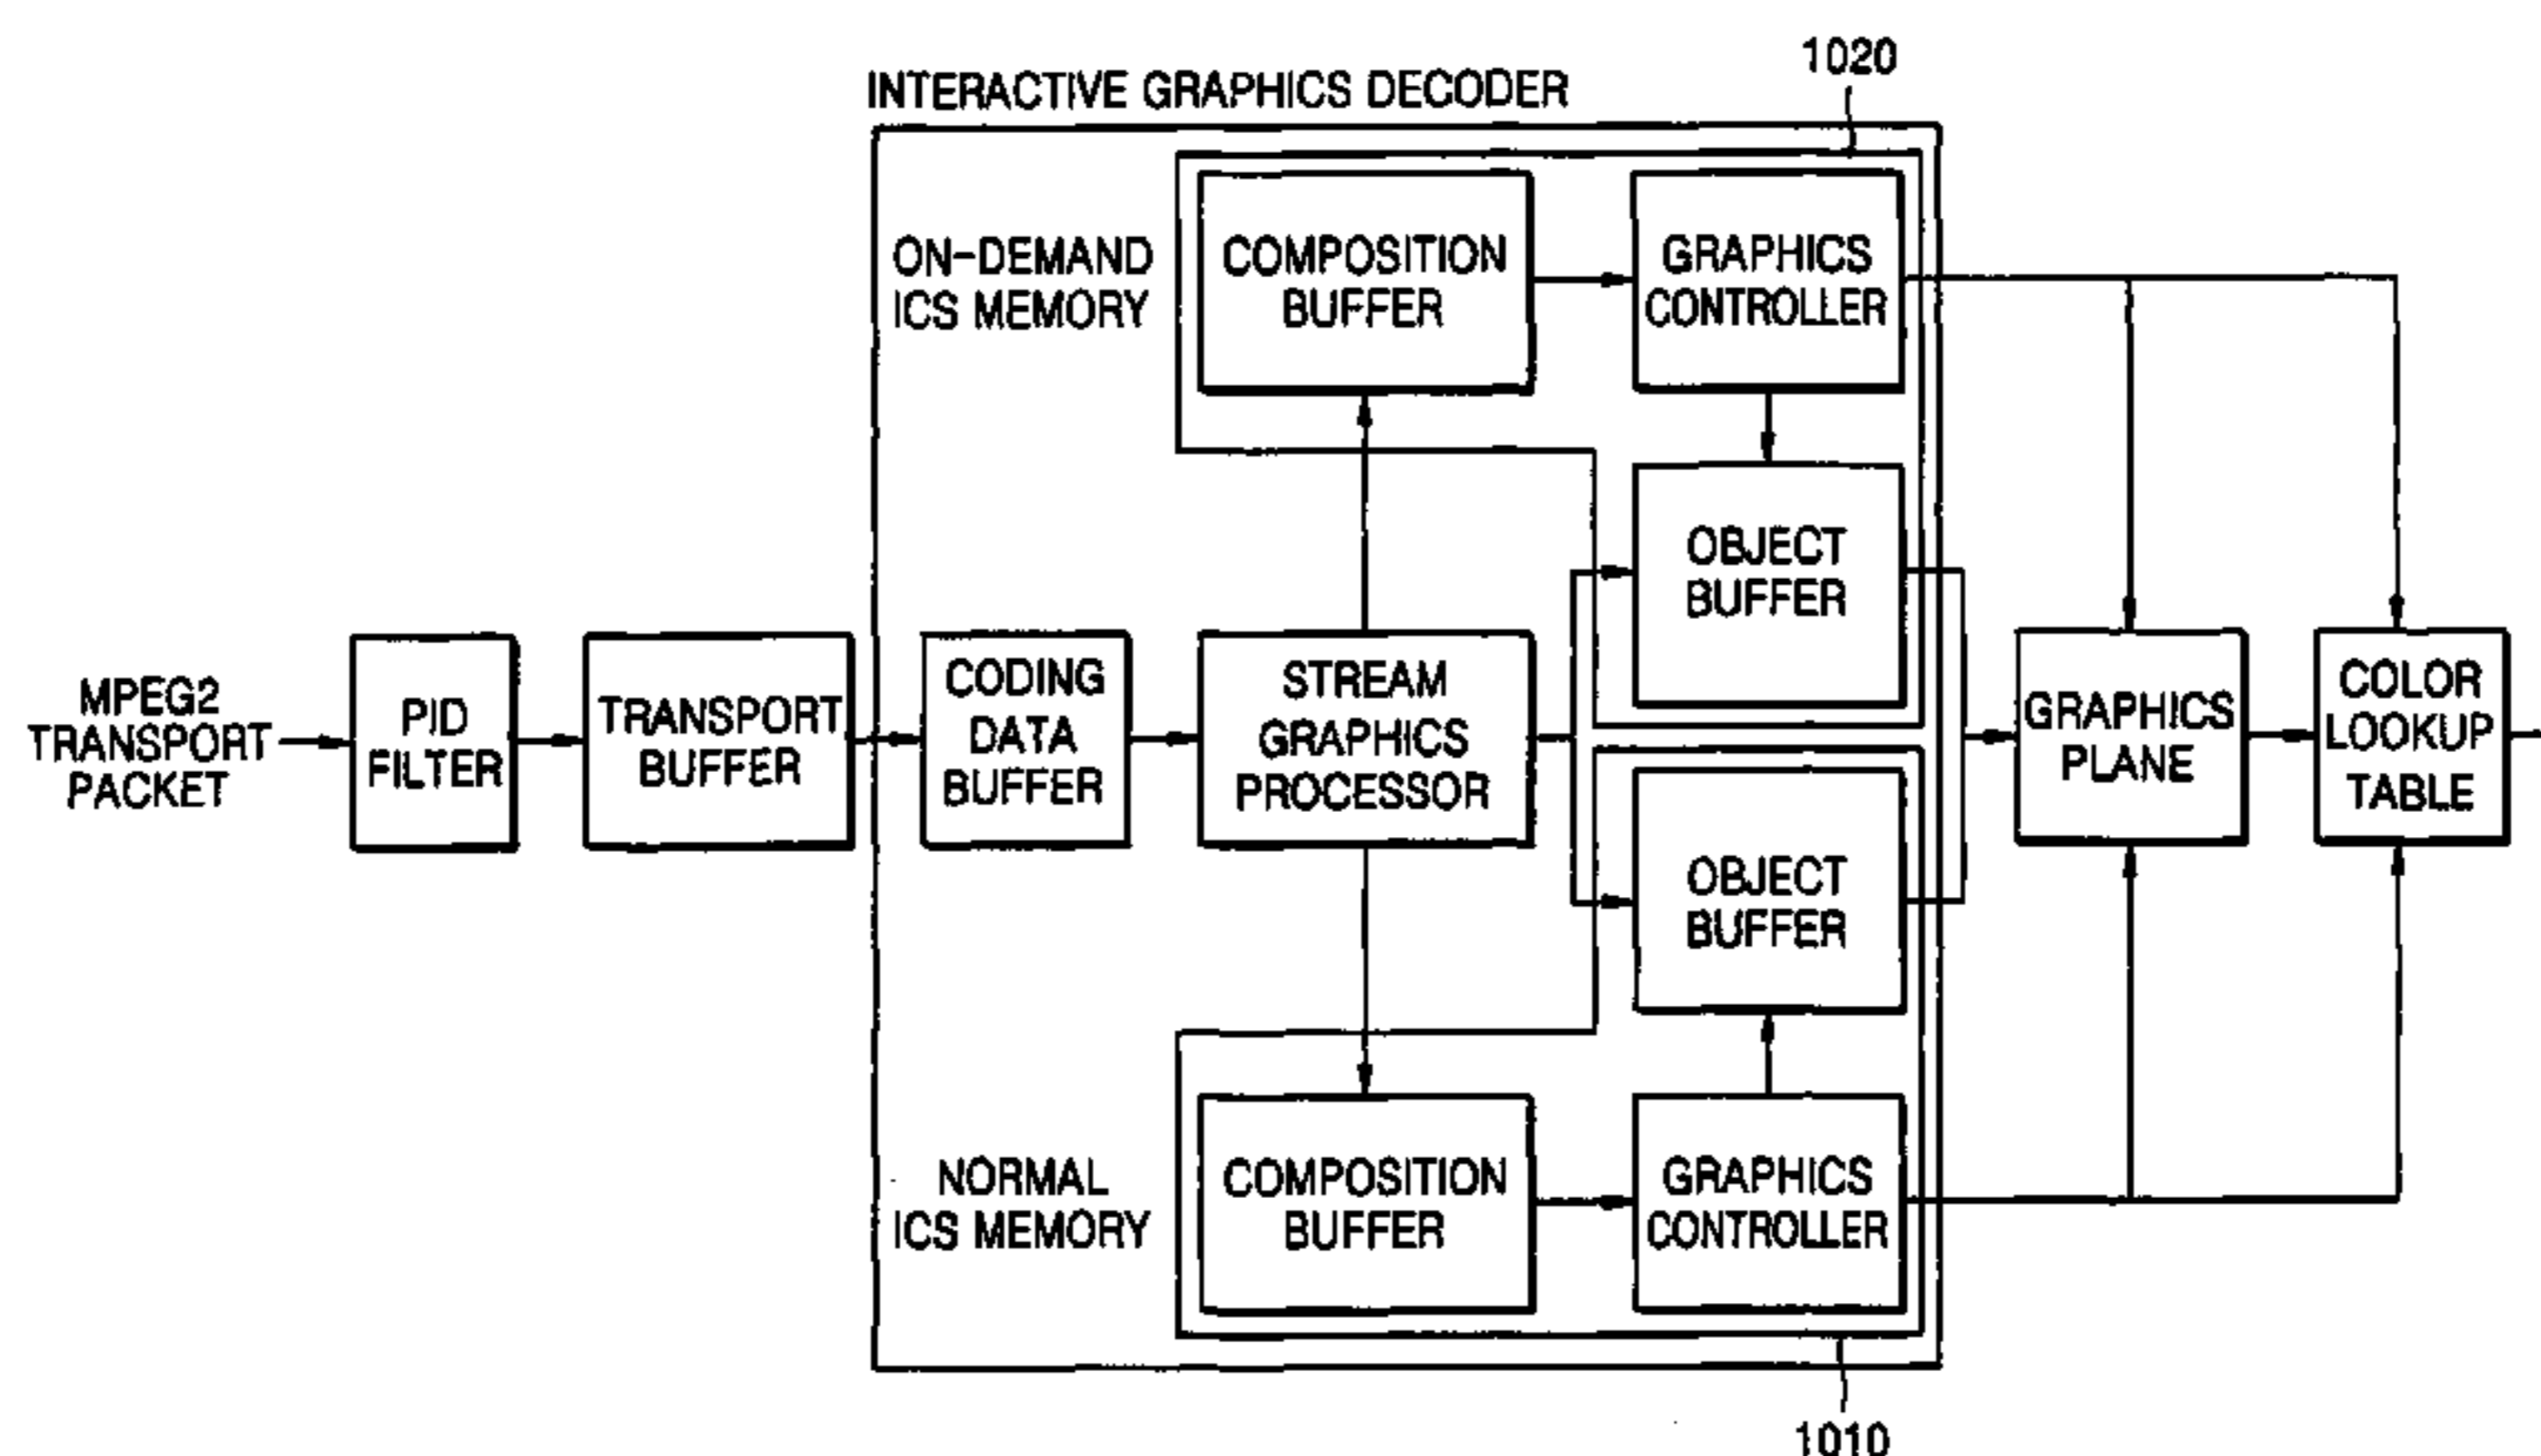 1020
INTERACTIVE GRAPHICS DECODER
ON-DEMAND
ICS MEMORY
COMPOSITION
BUFFER
GRAPHICS
CONTROLLER
OBJECT
BUFFER
MPEG2
TRANSPORT
PACKET
PID
FILTER
TRANSPORT
BUFFER
CODING
DATA
BUFFER
STREAM
GRAPHICS
PROCESSOR
GRAPHICS
PLANE
COLOR
LOOKUP
TABLE
OBJECT
BUFFER
NORMAL
ICS MEMORY
COMPOSITION
BUFFER
GRAPHICS
CONTROLLER
1010